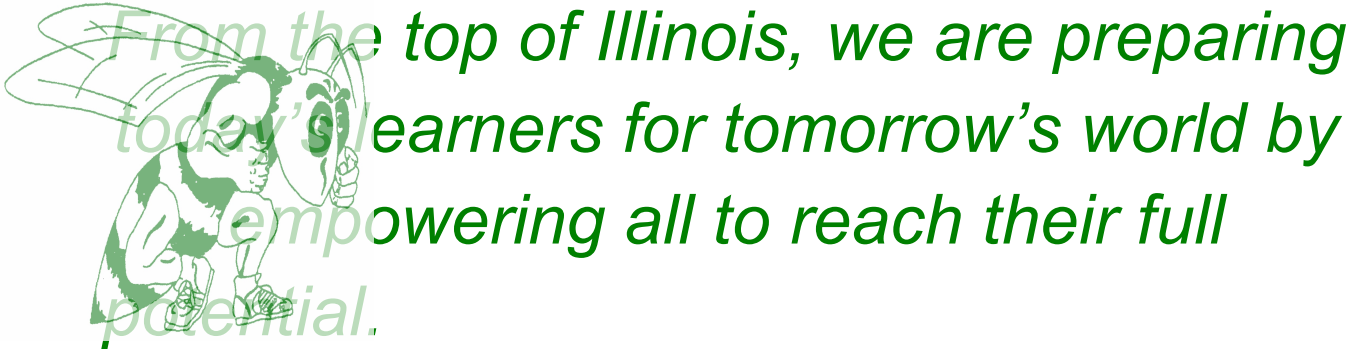 From the top of Illinois, we are preparing
today’s learners for tomorrow’s world by
empowering all to reach their full
potential.